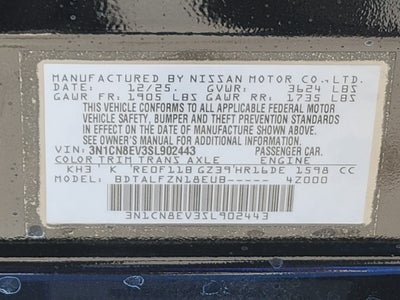 MANUFACTURED BY NISSAN MOTOR CO., LTD.
DATE: 12/25. GVWR: 3624 LBS
GAWR FR: 1905 LBS GAWR RR: 1735 LBS
THIS VEHICLE CONFORMS TO ALL APPLICABLE FEDERAL MOTOR
VEHICLE SAFETY, BUMPER AND THEFT PREVENTION STANDARDS
IN EFFECT ON THE DATE OF MANUFACTURE SHOWN ABOVE.
SEE OWNER'S MANUAL FOR ADDITIONAL INFORMATION
VIN: 3N1CN8EV3SL902443 PASSENGER CAR.
COLOR TRIM TRANS AXLE ENGINE
KH3 K RE0F11B GZ39 HR16DE 1598 CC
MODEL: BDTALFZN18EUB----- 4Z000
3N1CN8EV3SL902443